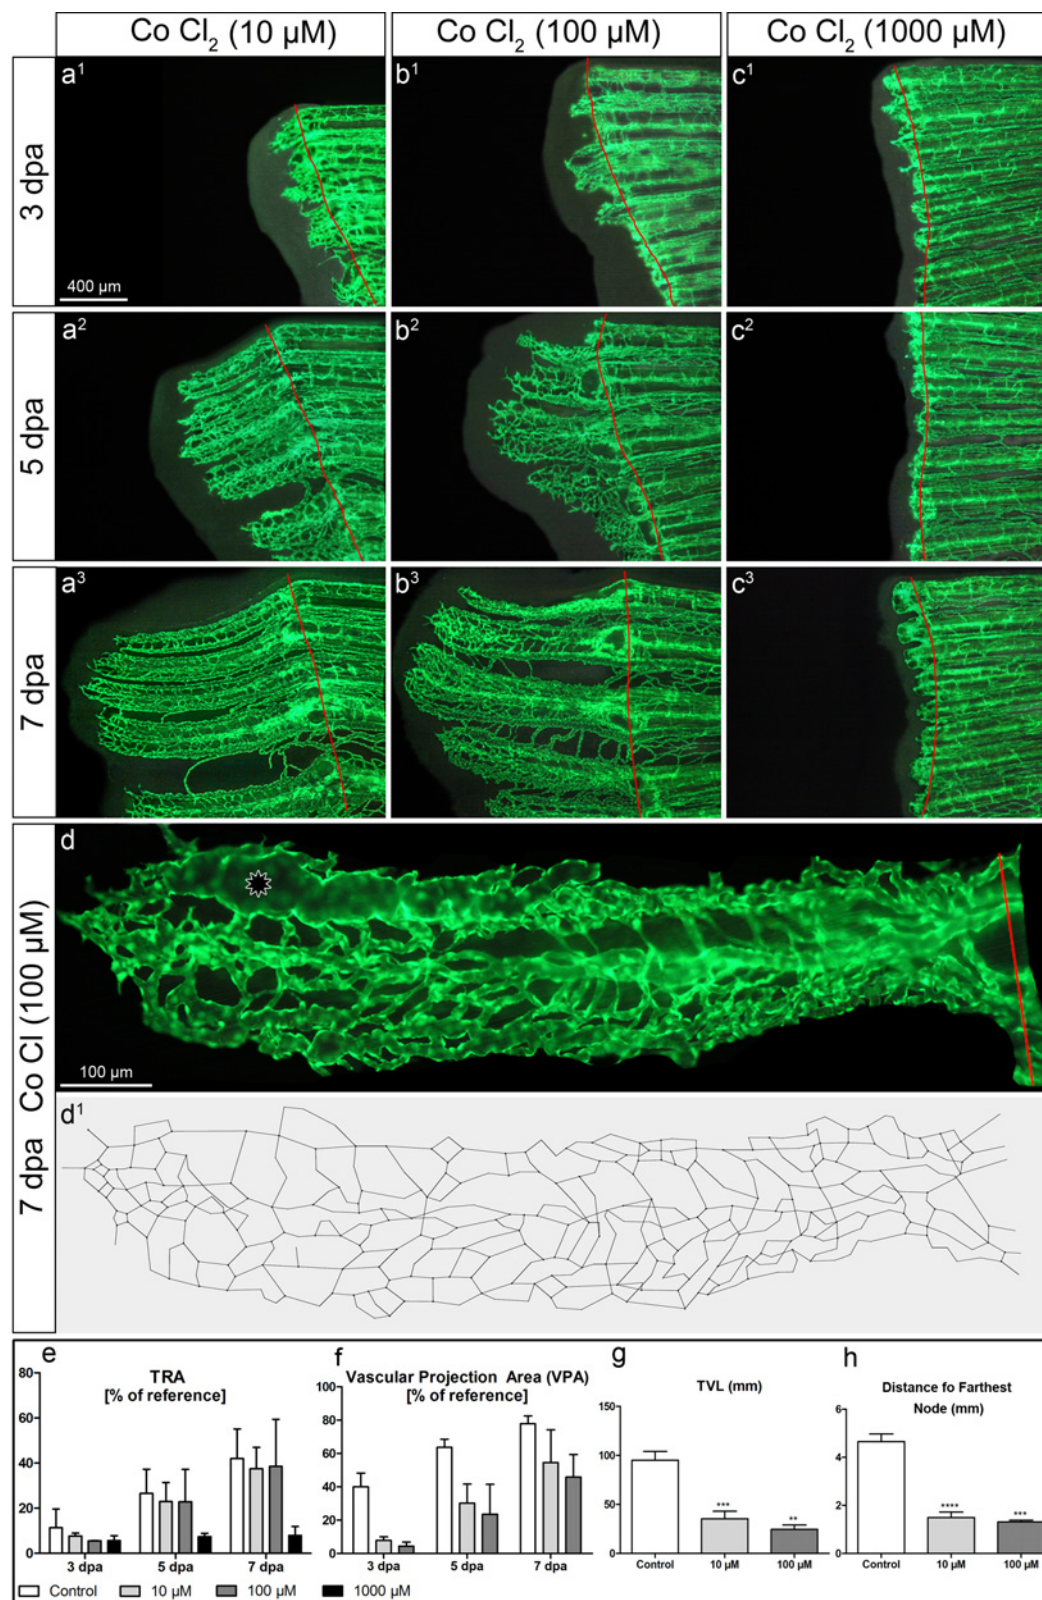 Co Cl2 (10 µM)
Co Cl2 (100 µM)
Co Cl2 (1000 µM)
3 dpa
a1
b1
c1
400 µm
5 dpa
a2
b2
c2
7 dpa
a3
b3
c3
7 dpa Co Cl (100 µM)
d
100 µm
d1
e
TRA
[% of reference]
80
60
40
20
0
3 dpa
5 dpa
7 dpa
f
Vascular Projection Area (VPA)
[% of reference]
100
80
60
40
20
0
3 dpa
5 dpa
7 dpa
g
TVL (mm)
150
100
50
0
***
**
Control
10 µM
100 µM
h
Distance fo Farthest
Node (mm)
6
4
2
0
****
***
Control
10 µM
100 µM
Control
10 µM
100 µM
1000 µM